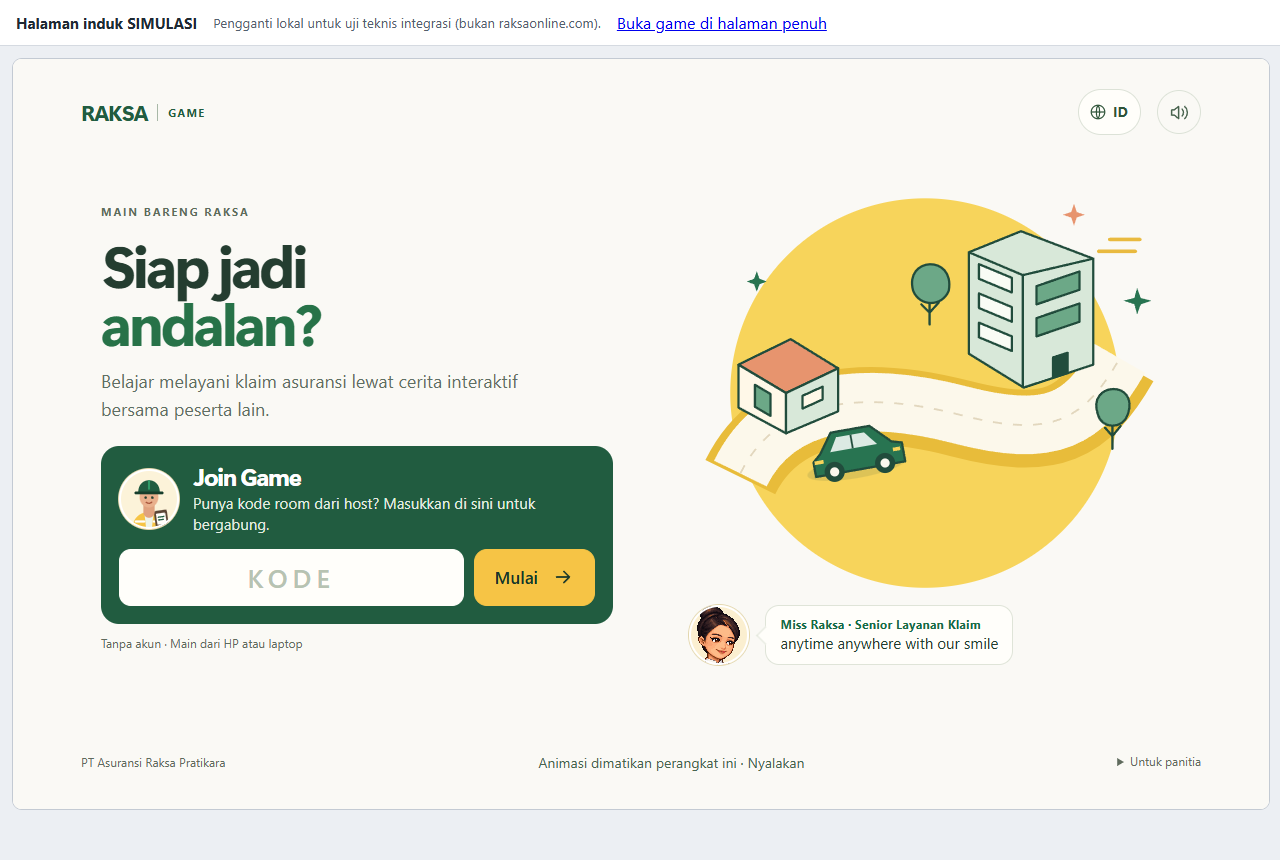 Halaman induk SIMULASI Pengganti lokal untuk uji teknis integrasi (bukan raksaonline.com). Buka game di halaman penuh
RAKSA GAME
ID
MAIN BARENG RAKSA
Siap jadi
andalan?
Belajar melayani klaim asuransi lewat cerita interaktif
bersama peserta lain.
Join Game
Punya kode room dari host? Masukkan di sini untuk
bergabung.
KODE
Mulai
Tanpa akun · Main dari HP atau laptop
Miss Raksa · Senior Layanan Klaim
anytime anywhere with our smile
PT Asuransi Raksa Pratikara
Animasi dimatikan perangkat ini · Nyalakan
Untuk panitia